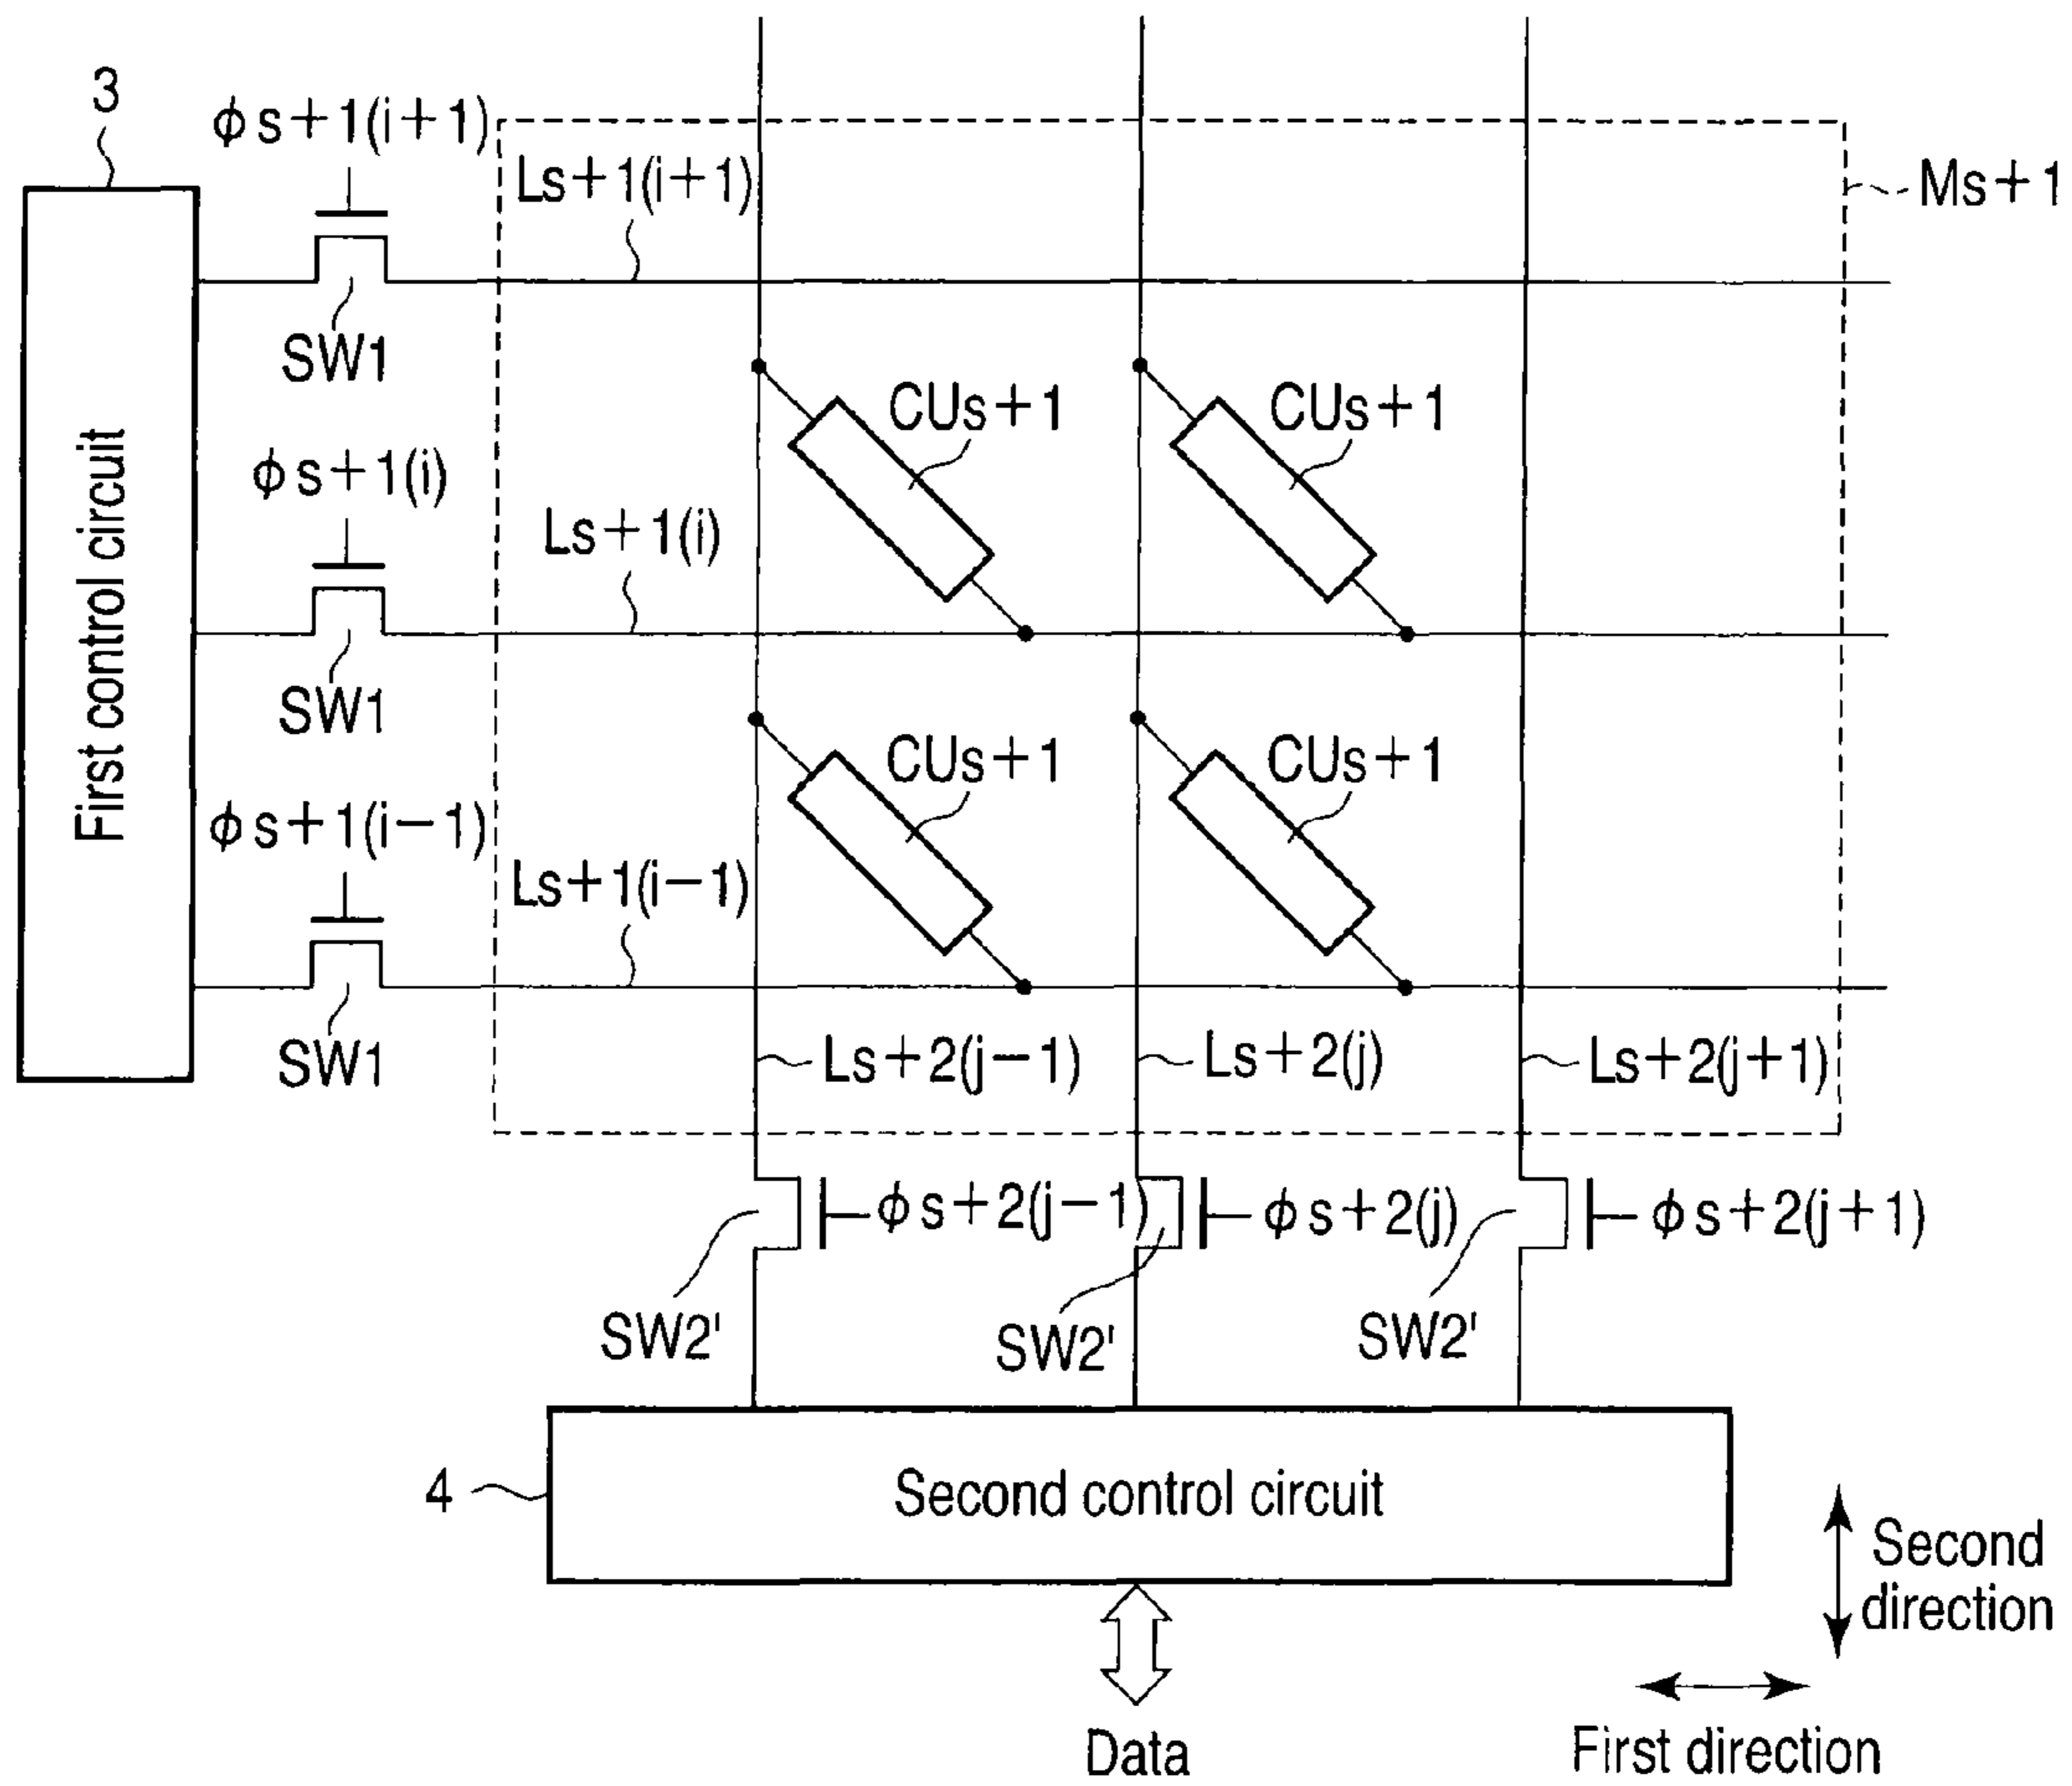 3
ϕs+1(i+1)
Ls+1(i+1)
Ms+1
SW1
CUs+1
CUs+1
First control circuit
ϕs+1(i)
Ls+1(i)
SW1
CUs+1
CUs+1
ϕs+1(i−1)
Ls+1(i−1)
SW1
Ls+2(j−1)
Ls+2(j)
Ls+2(j+1)
ϕs+2(j−1)
ϕs+2(j)
ϕs+2(j+1)
SW2'
SW2'
SW2'
4
Second control circuit
Second
direction
Data
First direction